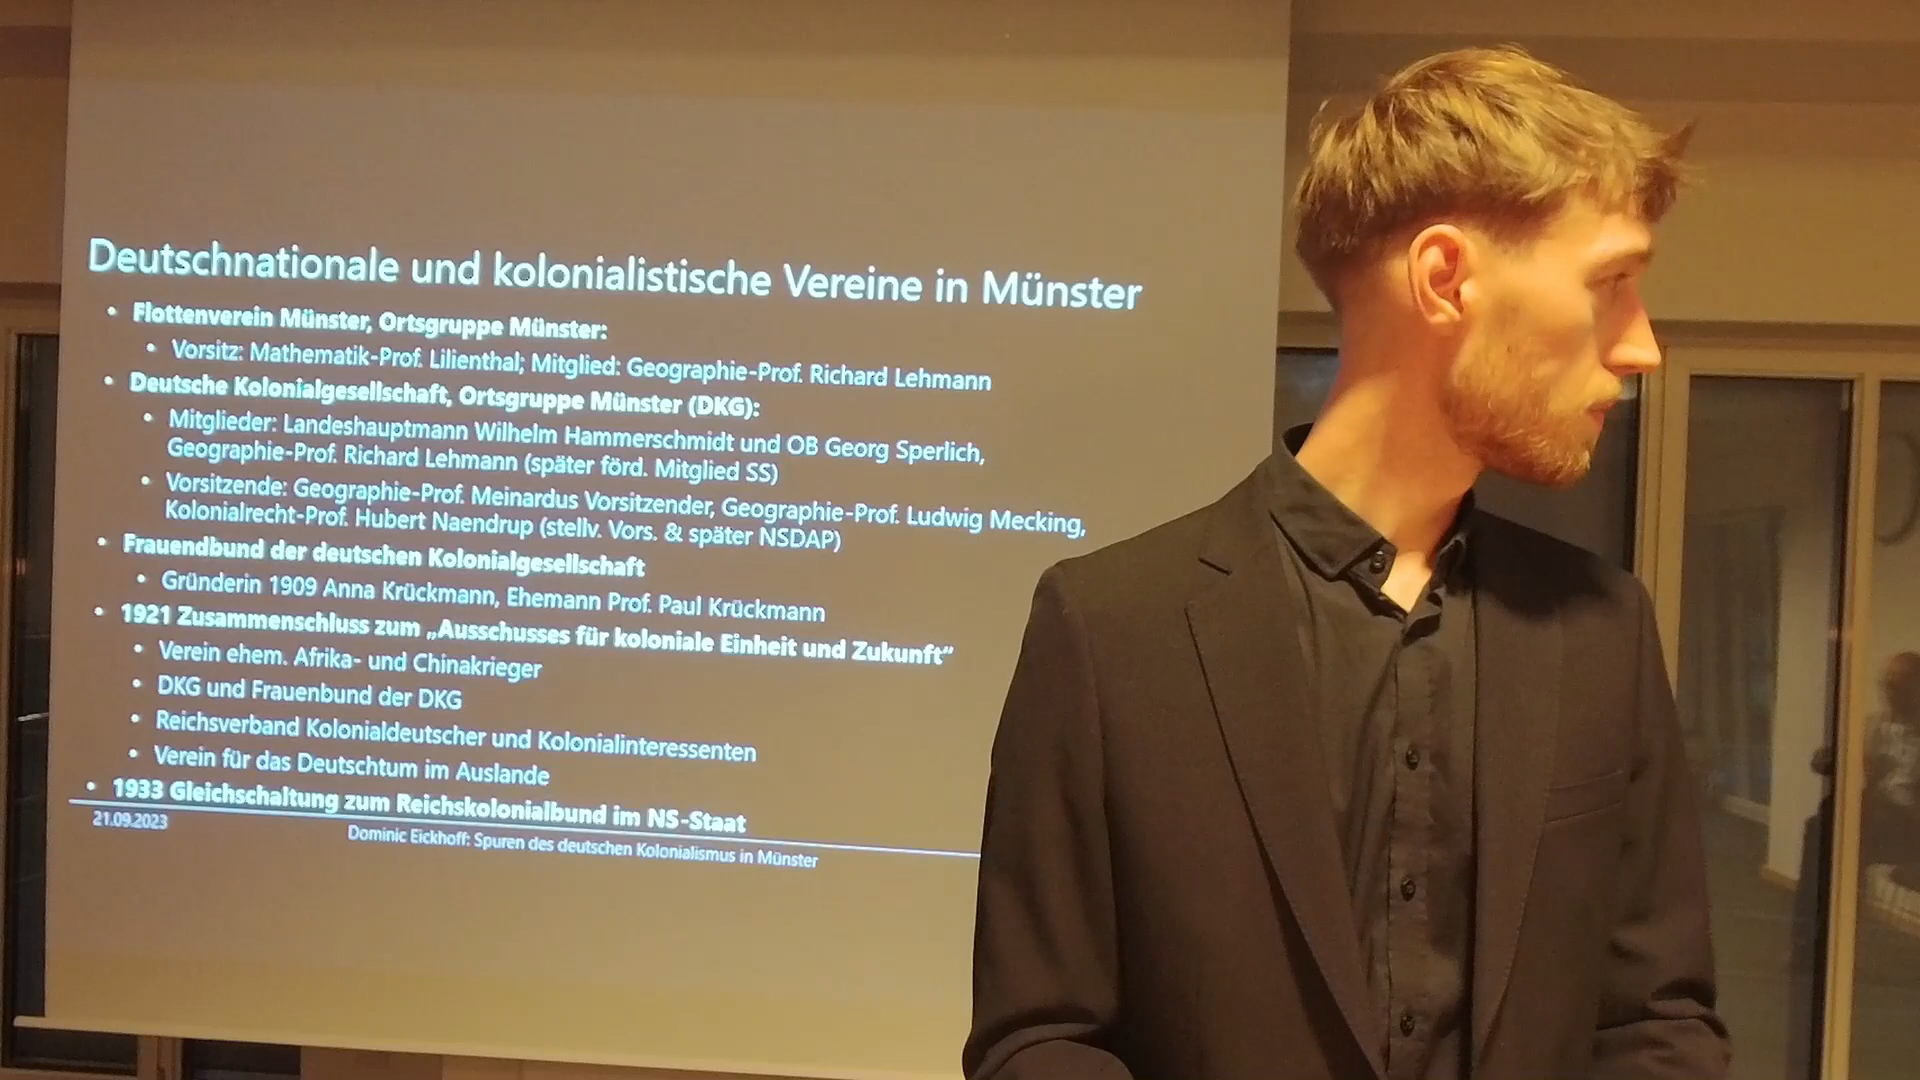 Deutschnationale und kolonialistische Vereine in Münster
• Flottenverein Münster, Ortsgruppe Münster:
• Vorsitz: Mathematik-Prof. Lilienthal; Mitglied: Geographie-Prof. Richard Lehmann
• Deutsche Kolonialgesellschaft, Ortsgruppe Münster (DKG):
• Mitglieder: Landeshauptmann Wilhelm Hammerschmidt und OB Georg Sperlich,
Geographie-Prof. Richard Lehmann (später förd. Mitglied SS)
• Vorsitzende: Geographie-Prof. Meinardus Vorsitzender, Geographie-Prof. Ludwig Mecking,
Kolonialrecht-Prof. Hubert Naendrup (stellv. Vors. & später NSDAP)
• Frauendbund der deutschen Kolonialgesellschaft
• Gründerin 1909 Anna Krückmann, Ehemann Prof. Paul Krückmann
• 1921 Zusammenschluss zum „Ausschusses für koloniale Einheit und Zukunft“
• Verein ehem. Afrika- und Chinakrieger
• DKG und Frauenbund der DKG
• Reichsverband Kolonialdeutscher und Kolonialinteressenten
• Verein für das Deutschtum im Auslande
• 1933 Gleichschaltung zum Reichskolonialbund im NS-Staat
21.09.2023
Dominic Eickhoff: Spuren des deutschen Kolonialismus in Münster